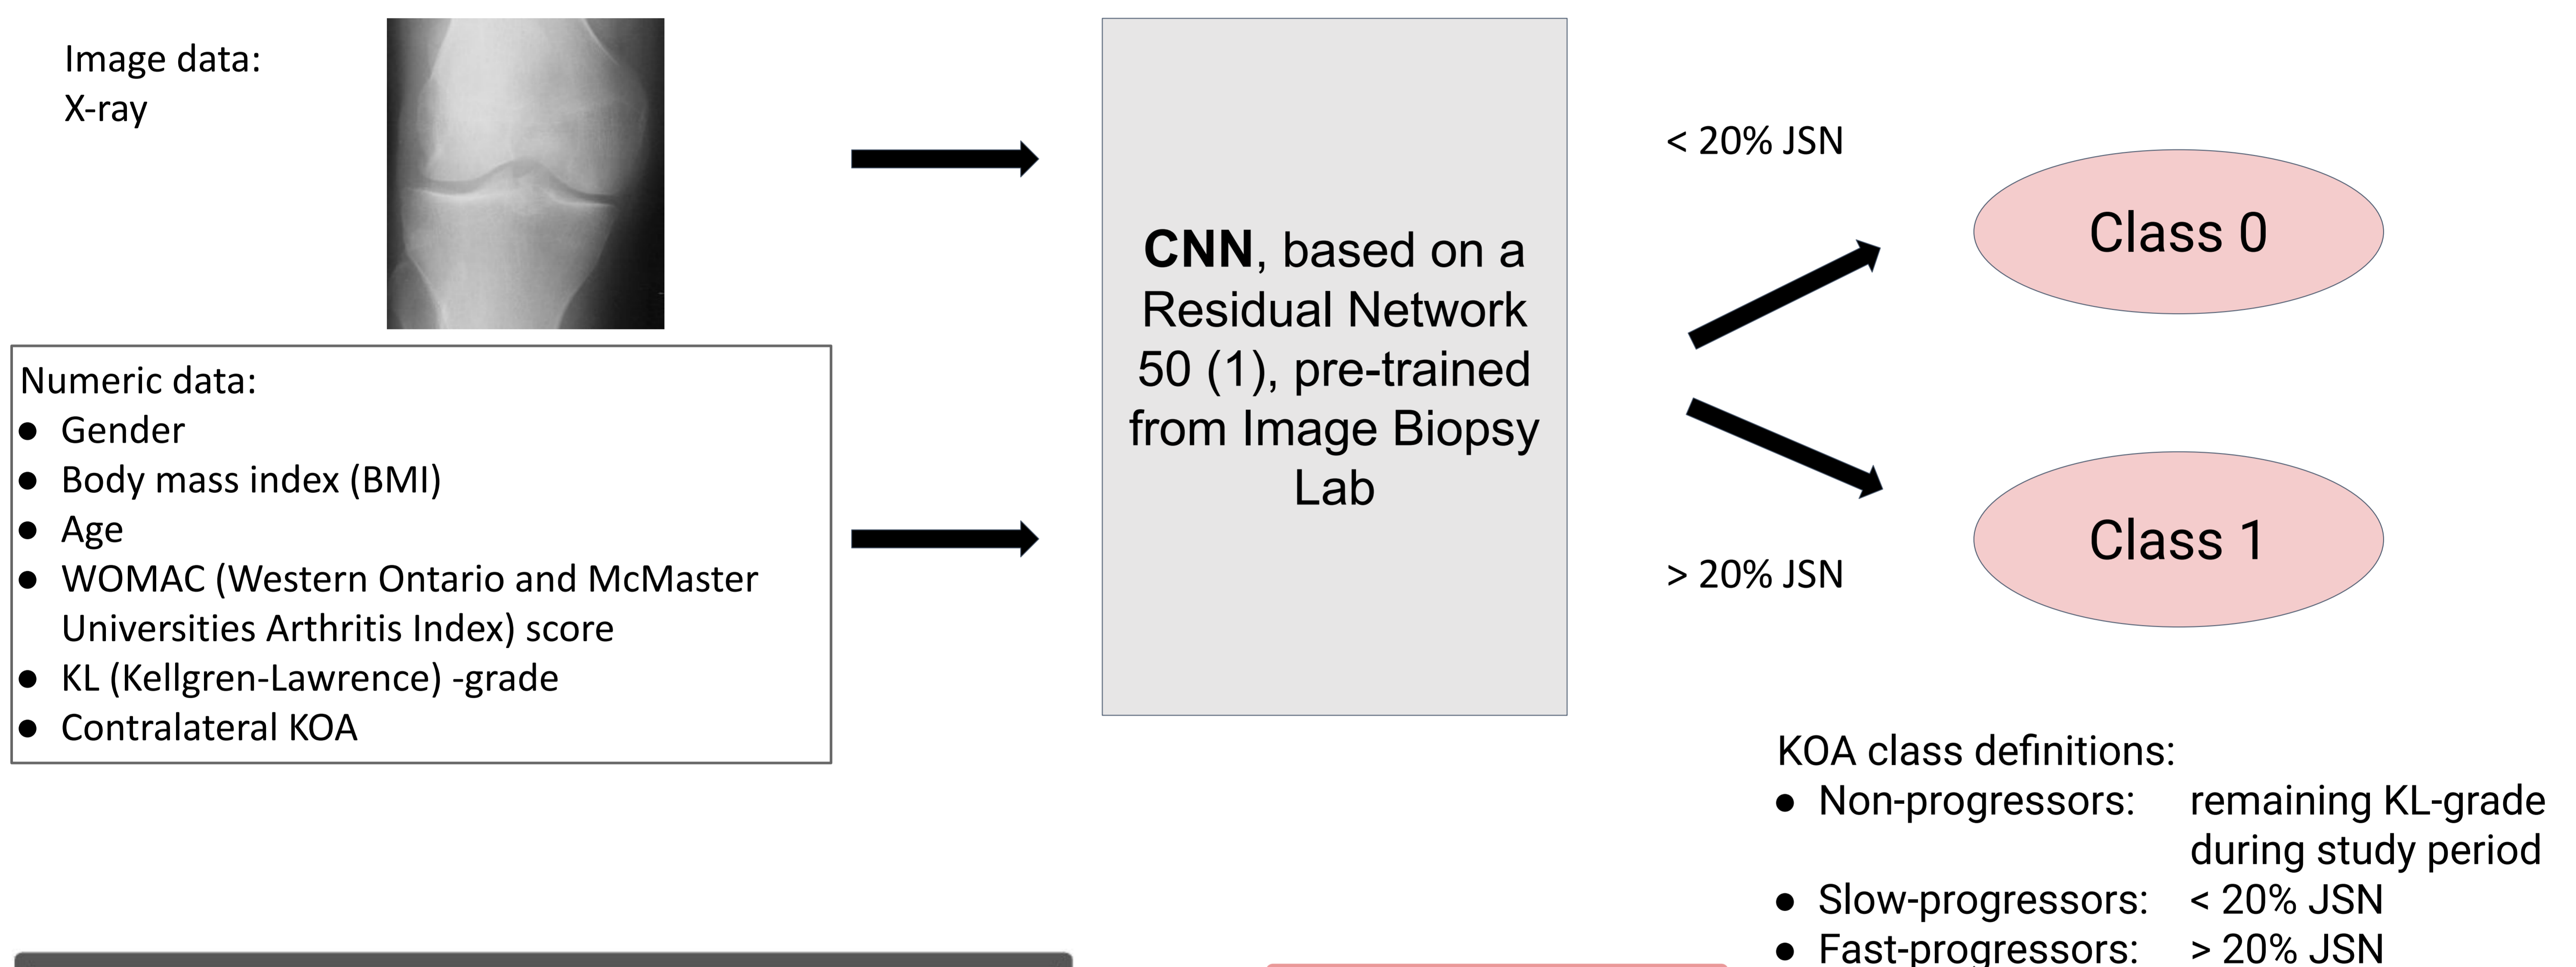 Image data:
X-ray
Numeric data:
● Gender
● Body mass index (BMI)
● Age
● WOMAC (Western Ontario and McMaster
Universities Arthritis Index) score
● KL (Kellgren-Lawrence) -grade
● Contralateral KOA
CNN, based on a
Residual Network
50 (1), pre-trained
from Image Biopsy
Lab
< 20% JSN
Class 0
Class 1
> 20% JSN
KOA class definitions:
● Non-progressors: remaining KL-grade
during study period
● Slow-progressors: < 20% JSN
● Fast-progressors: > 20% JSN